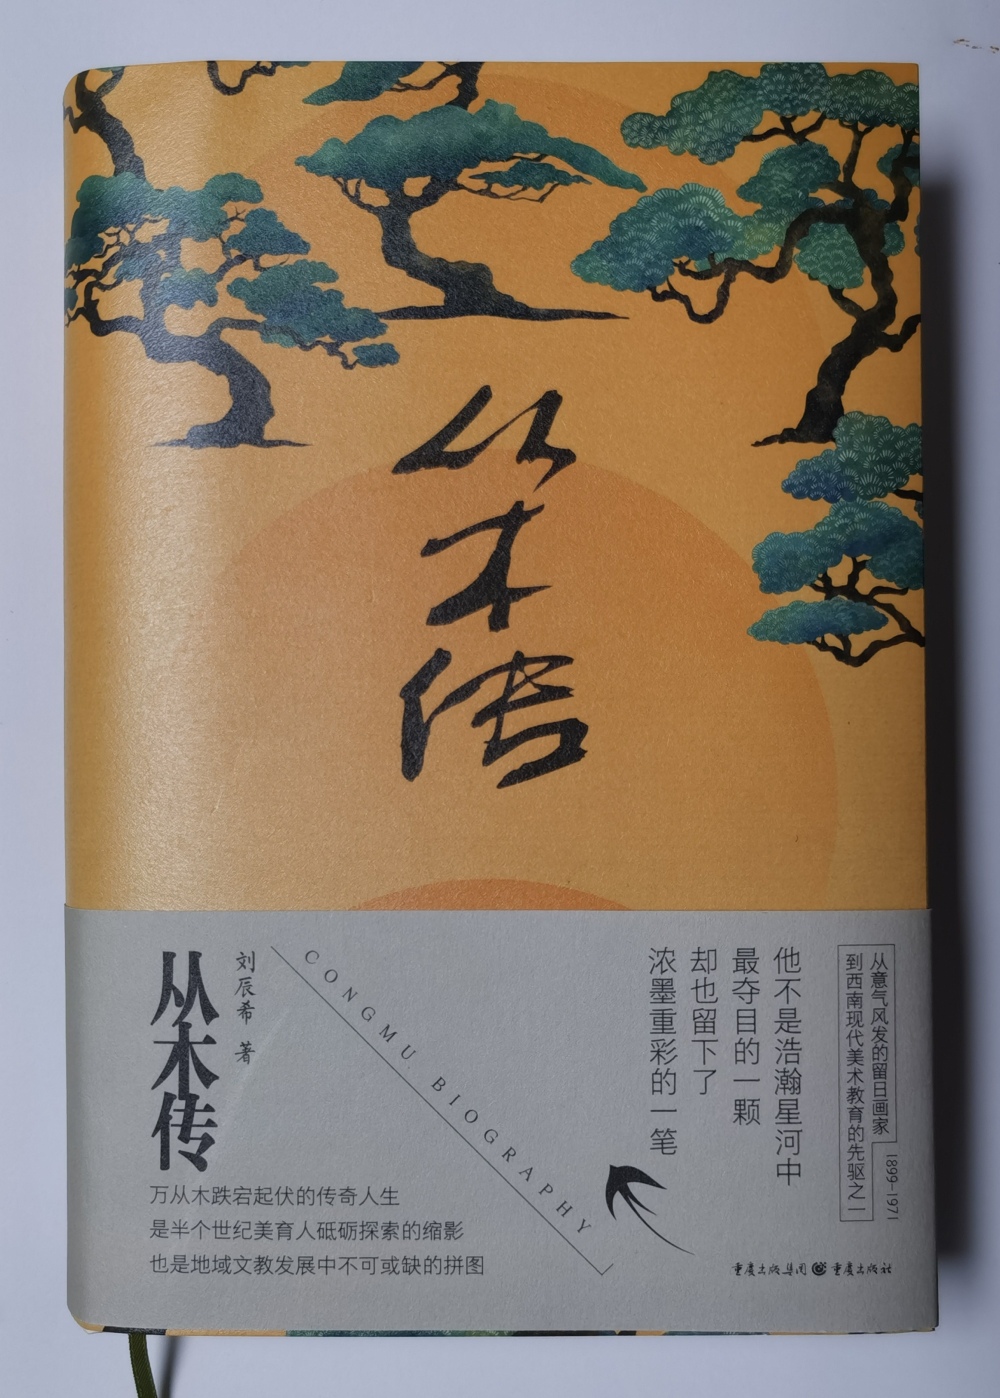 从木传
从意气风发的留日画家
到西南现代美术教育的先驱之一
1899-1971
他不是浩瀚星河中
最夺目的一颗
却也留下了
浓墨重彩的一笔
CONGMU. BIOGRAPHY
刘辰希 著
从木传
万从木跌宕起伏的传奇人生
是半个世纪美育人砥砺探索的缩影
也是地域文教发展中不可或缺的拼图
重庆出版集团 重庆出版社